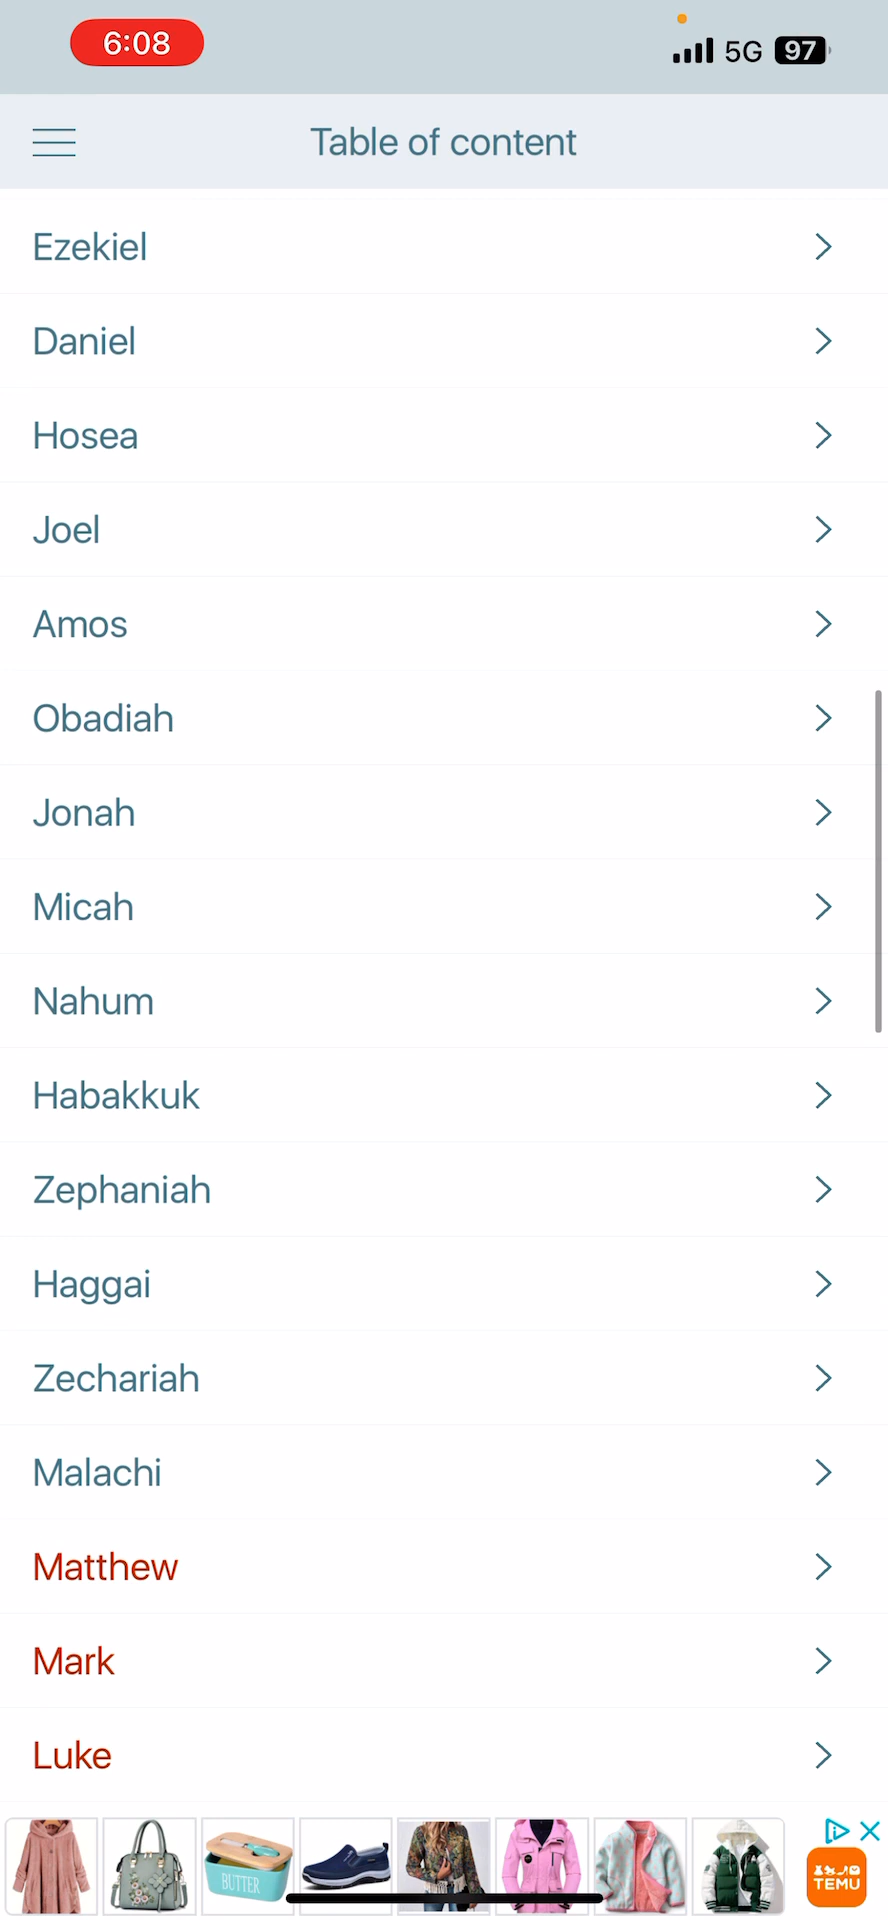 6:08
5G 97
Table of content
Ezekiel
Daniel
Hosea
Joel
Amos
Obadiah
Jonah
Micah
Nahum
Habakkuk
Zephaniah
Haggai
Zechariah
Malachi
Matthew
Mark
Luke
BUTTER
TEMU